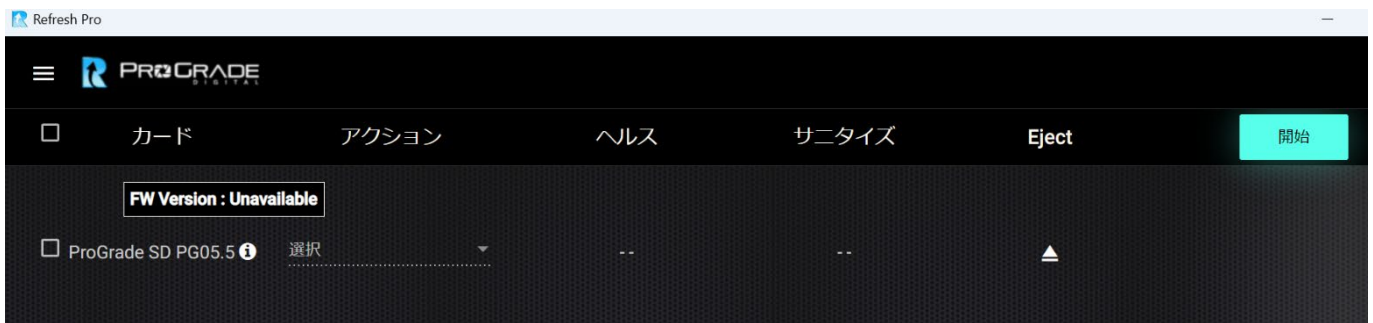 Refresh Pro
PROGRADE
DIGITAL
カード アクション ヘルス サニタイズ Eject 開始
FW Version : Unavailable
ProGrade SD PG05.5 選択 -- --